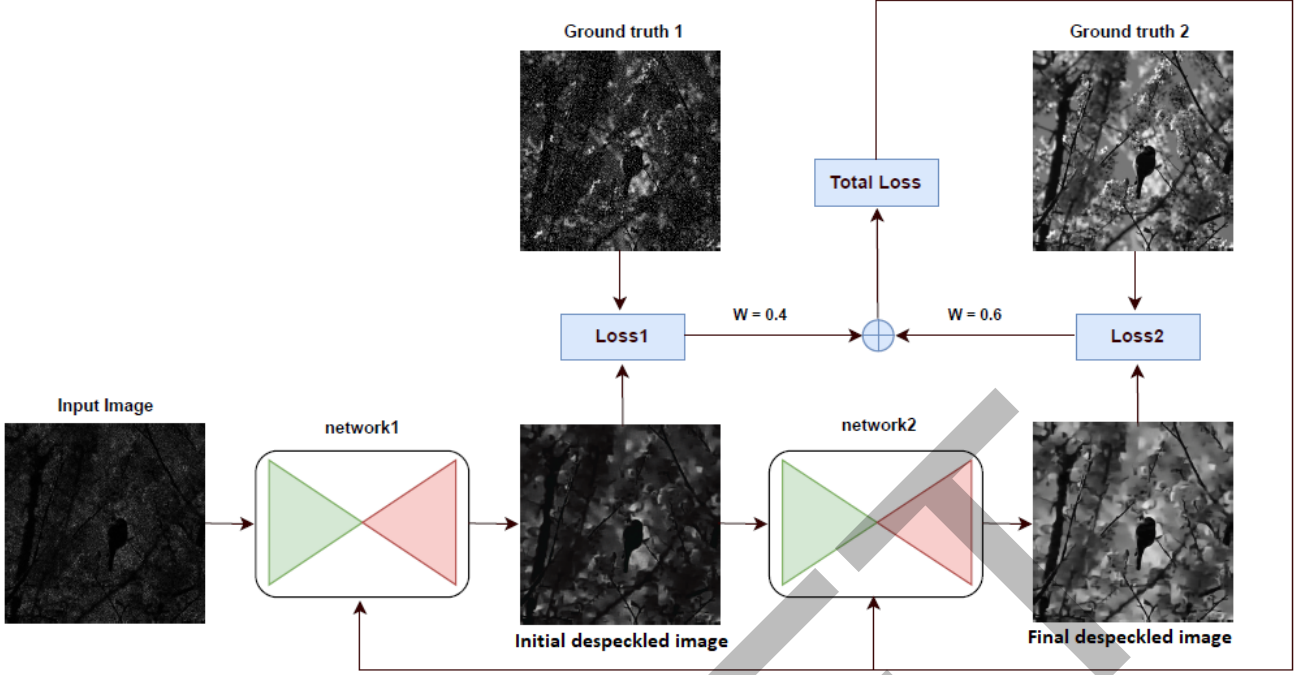 Ground truth 1
Ground truth 2
Total Loss
W = 0.4
W = 0.6
Loss1
Loss2
Input Image
network1
network2
Initial despeckled image
Final despeckled image